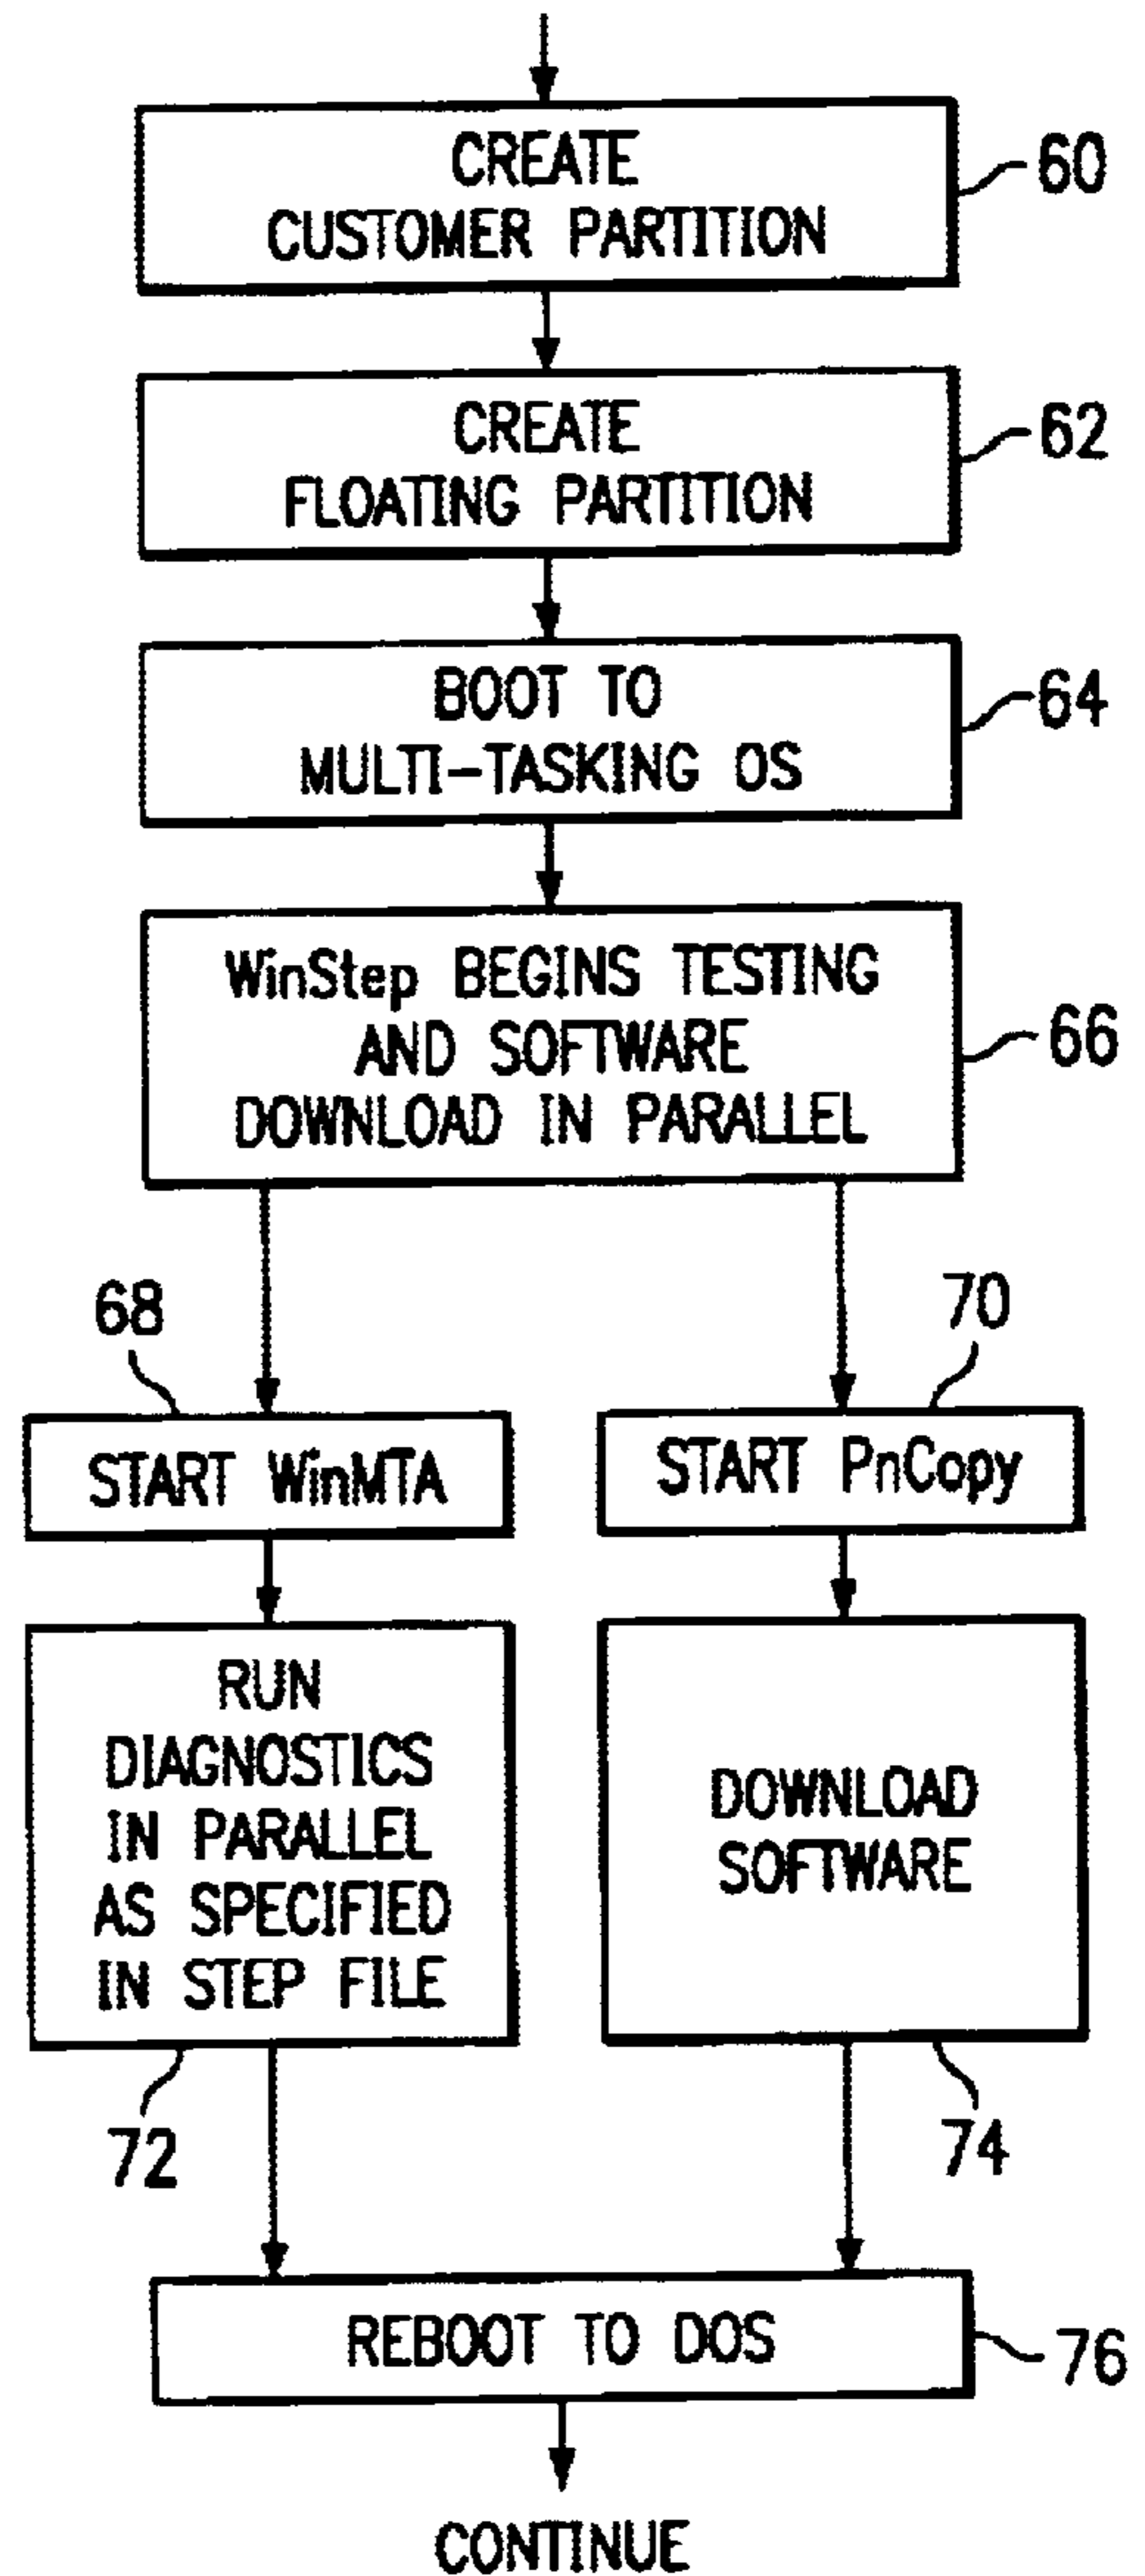 CREATE
CUSTOMER PARTITION
60
CREATE
FLOATING PARTITION
62
BOOT TO
MULTI-TASKING OS
64
WinStep BEGINS TESTING
AND SOFTWARE
DOWNLOAD IN PARALLEL
66
68
START WinMTA
70
START PnCopy
RUN
DIAGNOSTICS
IN PARALLEL
AS SPECIFIED
IN STEP FILE
72
DOWNLOAD
SOFTWARE
74
REBOOT TO DOS
76
CONTINUE